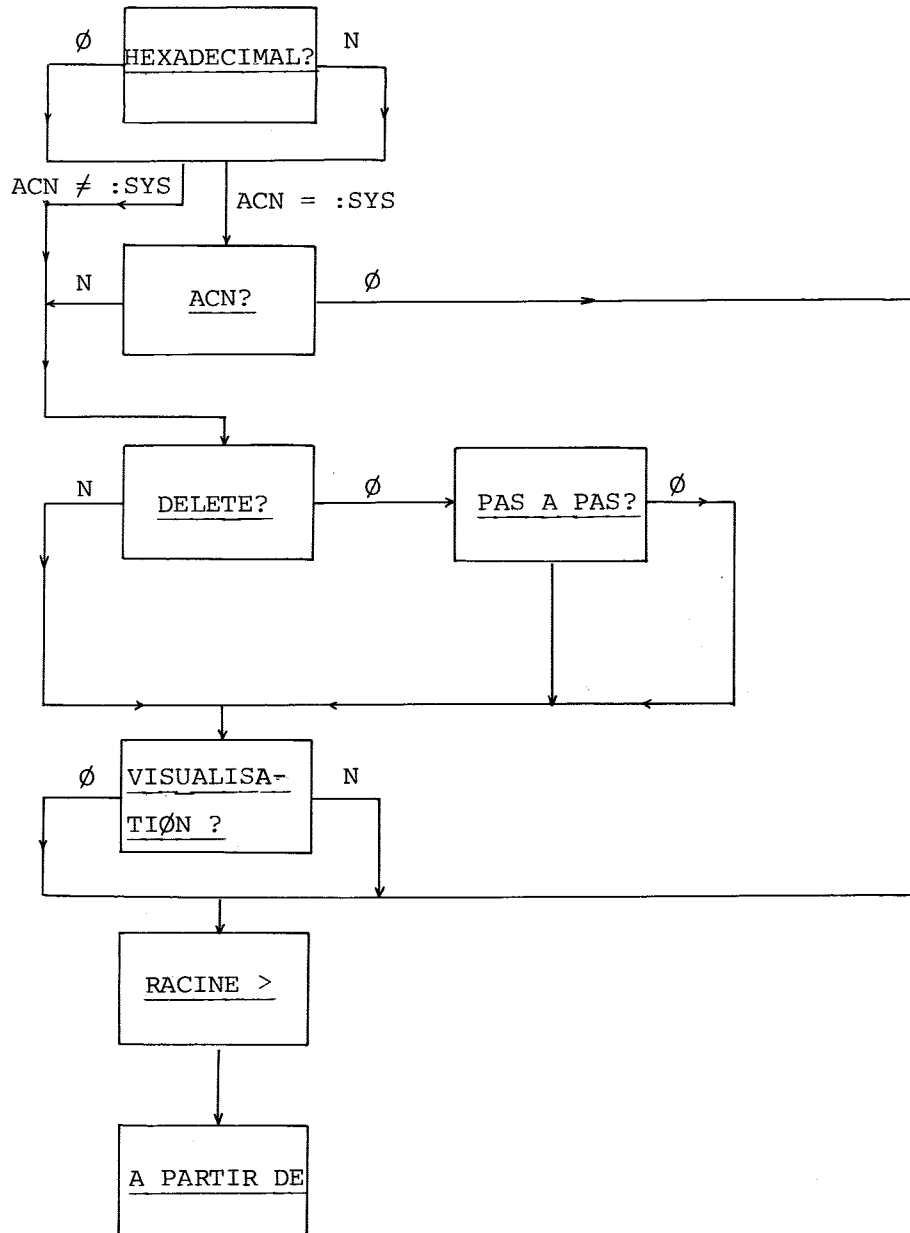 Ø
N
HEXADECIMAL?
ACN ≠ :SYS
ACN = :SYS
N
ACN?
Ø
N
DELETE?
Ø
PAS A PAS?
Ø
Ø
VISUALISA-
TIØN ?
N
RACINE >
A PARTIR DE